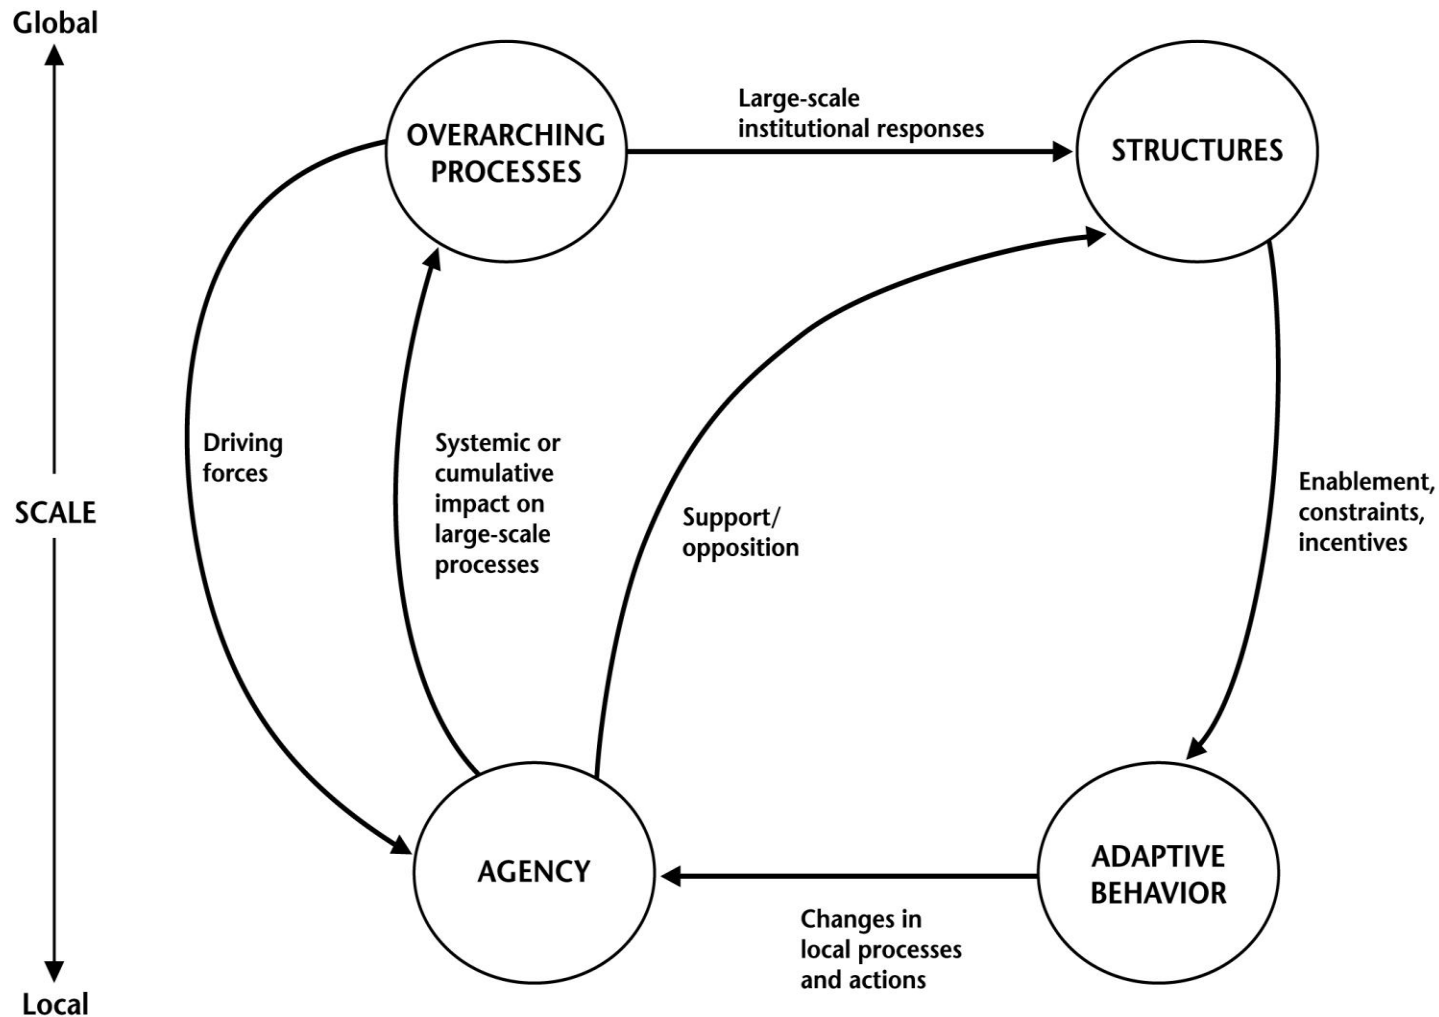 Global
OVERARCHING
PROCESSES
Large-scale
institutional responses
STRUCTURES
Driving
forces
Systemic or
cumulative
impact on
large-scale
processes
Support/
opposition
Enablement,
constraints,
incentives
SCALE
AGENCY
ADAPTIVE
BEHAVIOR
Changes in
local processes
and actions
Local